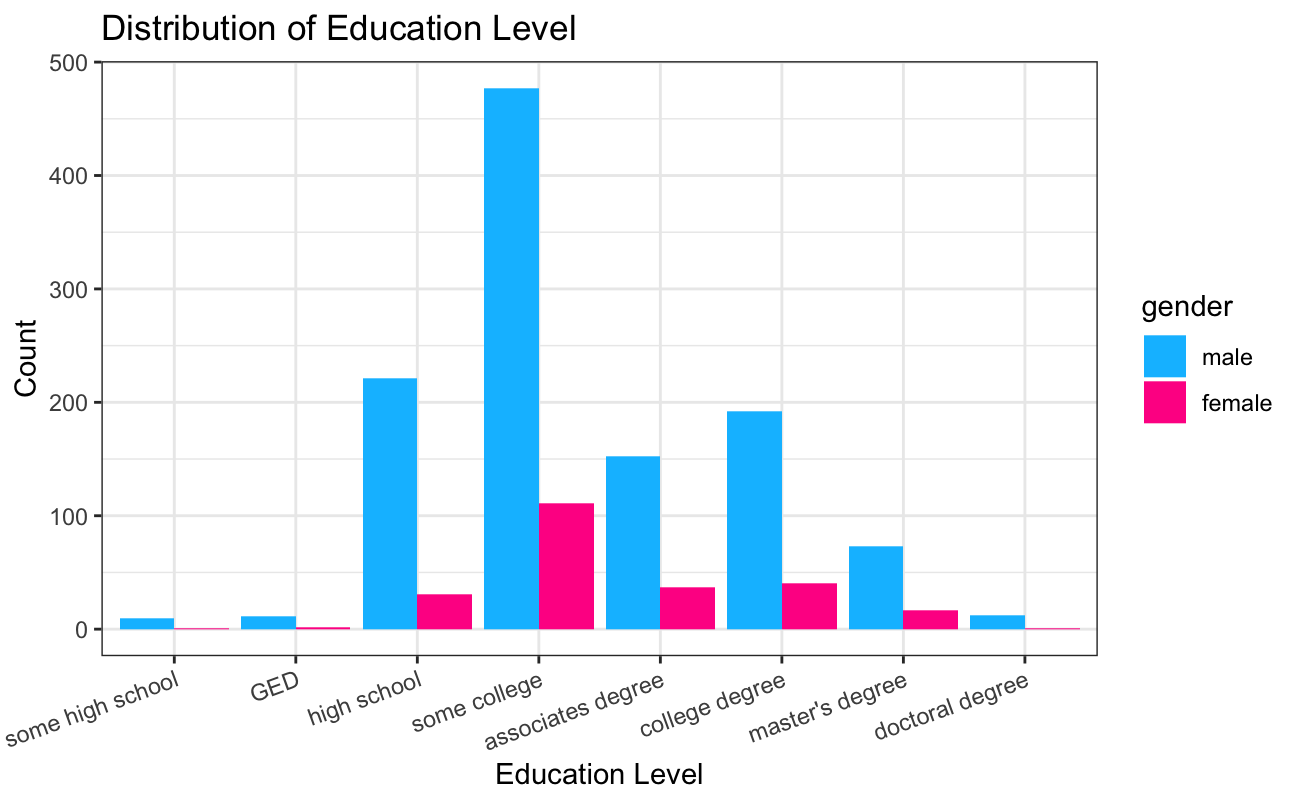 Distribution of Education Level
500
400
300
200
100
0
Count
some high school
GED
high school
some college
associates degree
college degree
master's degree
doctoral degree
Education Level
gender
male
female